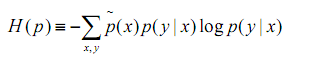 H(p) ≡ −∑_{x,y} p̃(x)p(y | x) log p(y | x)